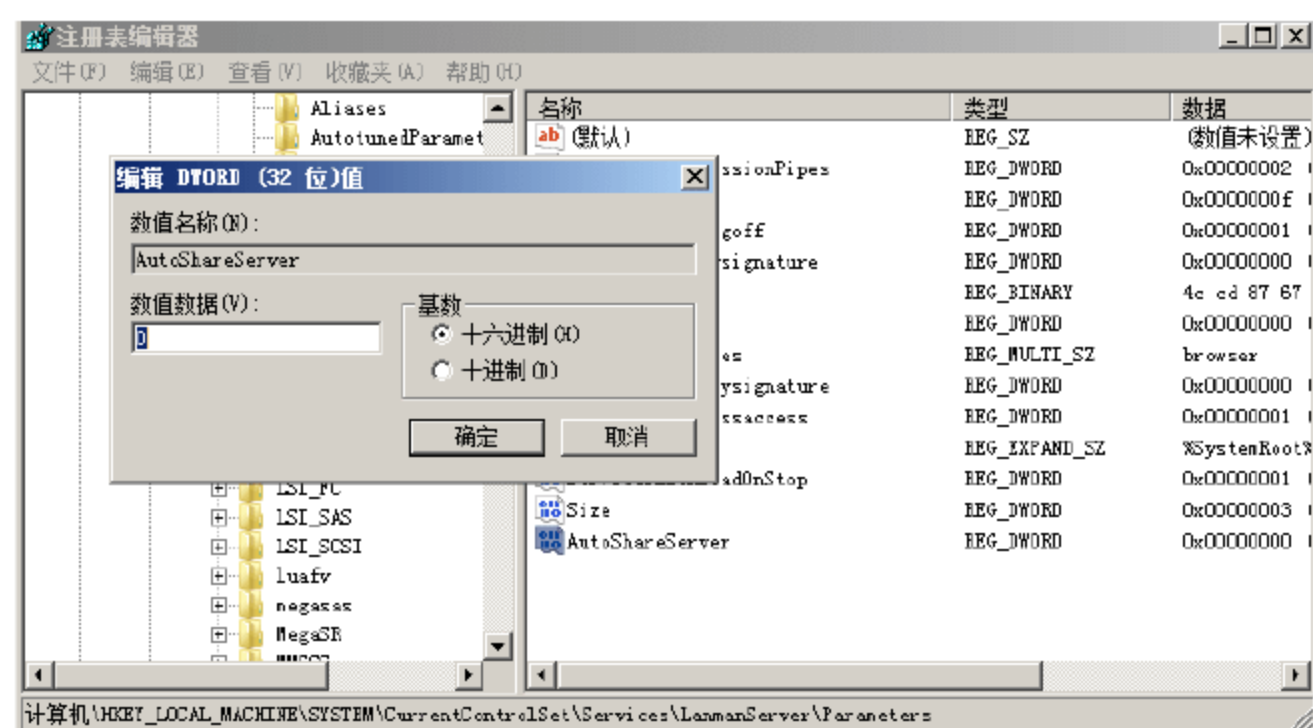 注册表编辑器
文件(F) 编辑(E) 查看(V) 收藏夹(A) 帮助(H)
Aliases
AutotunedParamet
LSI_FC
LSI_SAS
LSI_SCSI
luafv
megasas
MegaSR
编辑 DWORD (32 位)值
数值名称(N):
AutoShareServer
数值数据(V):
0
基数
十六进制(H)
十进制(D)
确定 取消
名称 类型 数据
(默认) REG_SZ (数值未设置)
ssionPipes REG_DWORD 0x00000002
REG_DWORD 0x0000000f
goff REG_DWORD 0x00000001
signature REG_DWORD 0x00000000
REG_BINARY 4c cd 87 67
REG_DWORD 0x00000000
es REG_MULTI_SZ browser
ysignature REG_DWORD 0x00000000
ssaccess REG_DWORD 0x00000001
REG_EXPAND_SZ %SystemRoot%
adOnStop REG_DWORD 0x00000001
Size REG_DWORD 0x00000003
AutoShareServer REG_DWORD 0x00000000
计算机\HKEY_LOCAL_MACHINE\SYSTEM\CurrentControlSet\Services\LanmanServer\Parameters